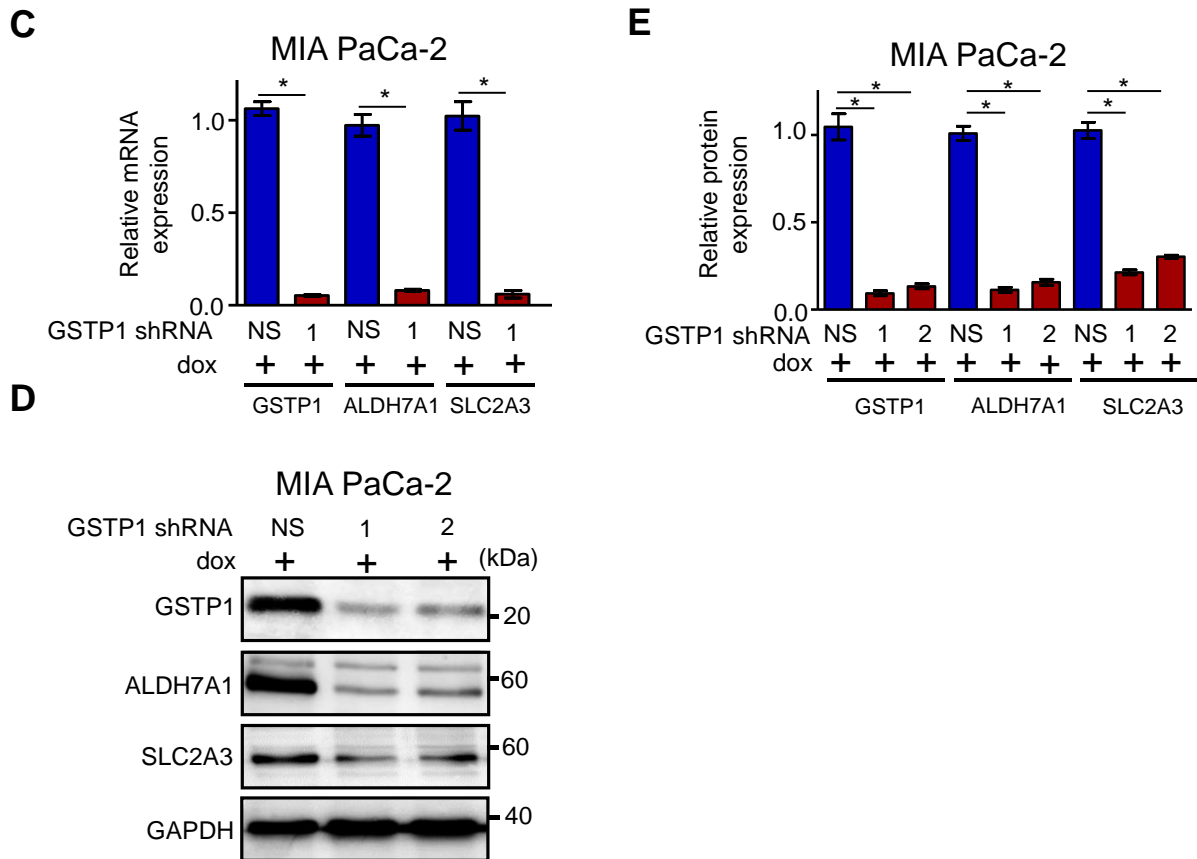 C
MIA PaCa-2
* * *
Relative mRNA
expression
1.0
0.5
0.0
GSTP1 shRNA NS 1 NS 1 NS 1
dox + + + + + +
GSTP1 ALDH7A1 SLC2A3
E
MIA PaCa-2
* * *
* * *
Relative protein
expression
1.0
0.0
GSTP1 shRNA NS 1 2 NS 1 2 NS 1 2
dox + + + + + + + + +
GSTP1 ALDH7A1 SLC2A3
D
MIA PaCa-2
GSTP1 shRNA NS 1 2
dox + + + (kDa)
GSTP1 20
ALDH7A1 60
SLC2A3 60
GAPDH 40